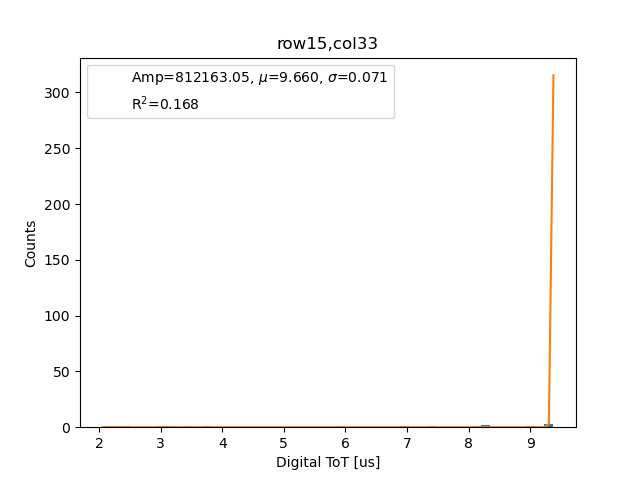 row15,col33
Amp=812163.05, μ=9.660, σ=0.071
R²=0.168
300
250
200
150
100
50
0
Counts
2 3 4 5 6 7 8 9
Digital ToT [us]